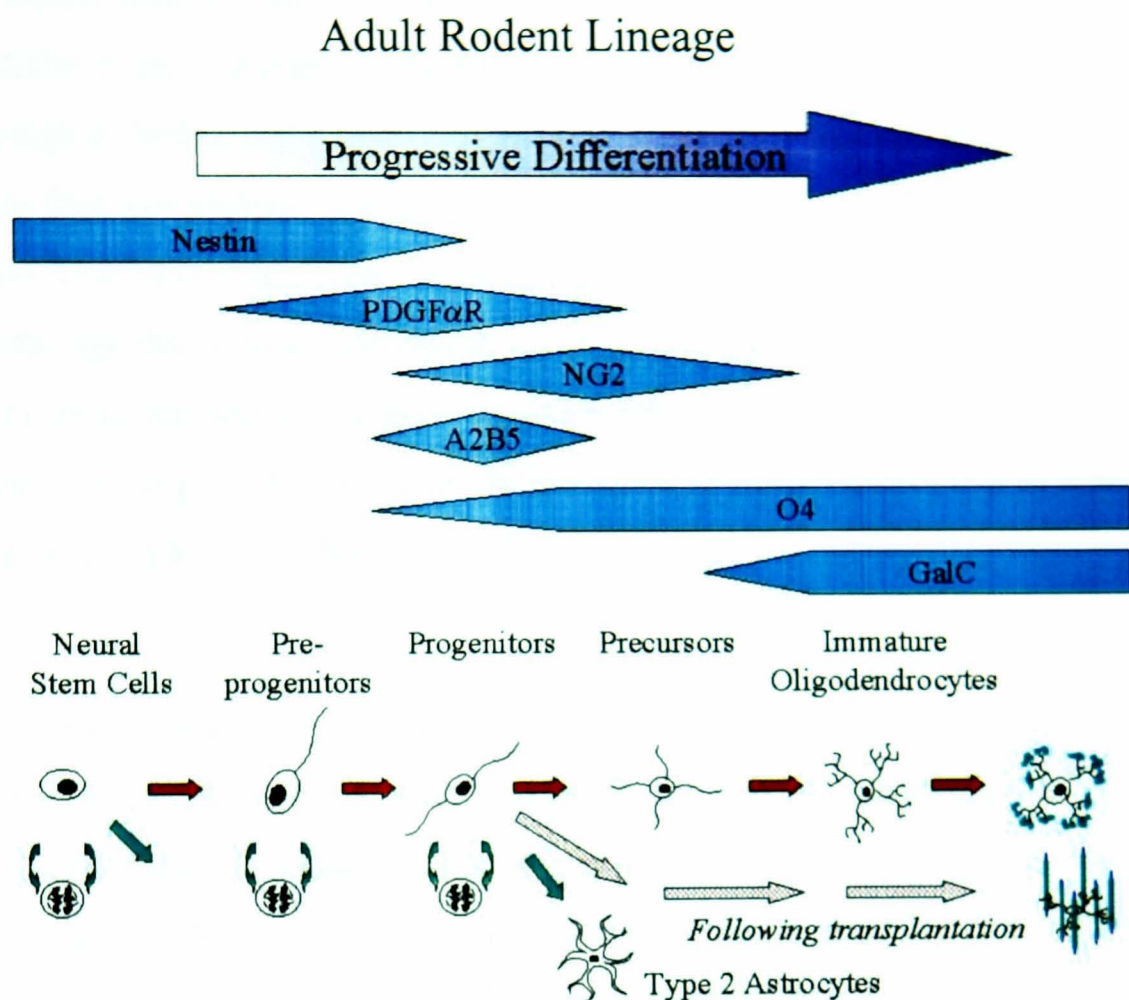 Adult Rodent Lineage
Progressive Differentiation
Nestin
PDGFαR
NG2
A2B5
O4
GalC
Neural
Stem Cells
Pre-
progenitors
Progenitors
Precursors
Immature
Oligodendrocytes
Following transplantation
Type 2 Astrocytes